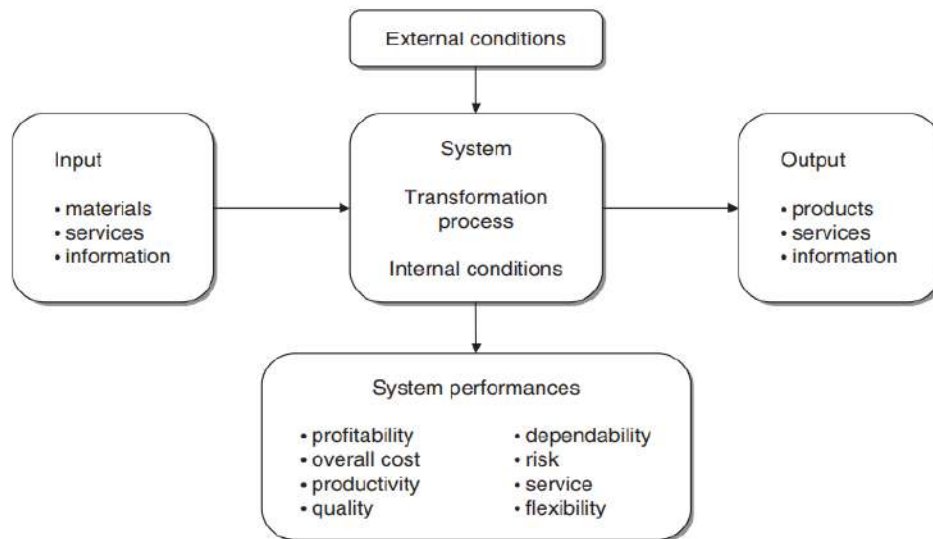 External conditions
Input
• materials
• services
• information
System
Transformation
process
Internal conditions
Output
• products
• services
• information
System performances
• profitability
• overall cost
• productivity
• quality
• dependability
• risk
• service
• flexibility